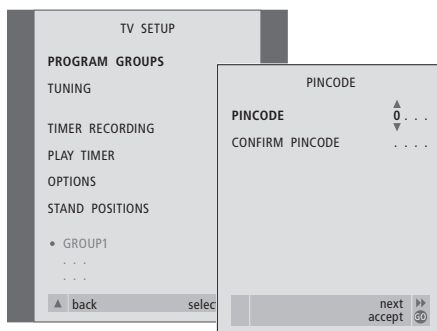 TV SETUP
PROGRAM GROUPS
TUNING
TIMER RECORDING
PLAY TIMER
OPTIONS
STAND POSITIONS
• GROUP1
. . .
. . .
▲ back selec
PINCODE
PINCODE 0 . . .
CONFIRM PINCODE . . . .
next
accept GO